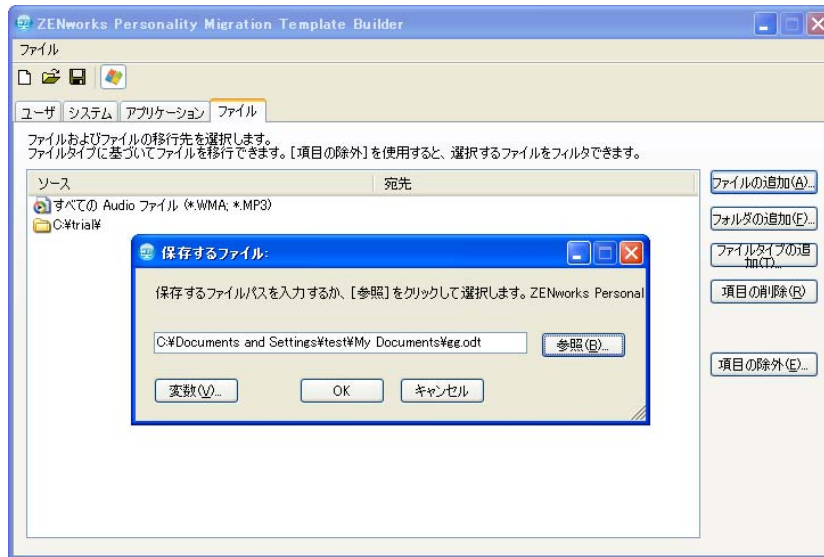 ZENworks Personality Migration Template Builder
ファイル
ユーザ システム アプリケーション ファイル
ファイルおよびファイルの移行先を選択します。
ファイルタイプに基づいてファイルを移行できます。[項目の除外]を使用すると、選択するファイルをフィルタできます。
ソース 宛先
すべての Audio ファイル (*.WMA; *.MP3)
C:¥trial¥
ファイルの追加(A)...
フォルダの追加(F)...
ファイルタイプの追
加(T)...
項目の削除(R)
項目の除外(E)...
保存するファイル:
保存するファイルパスを入力するか、[参照]をクリックして選択します。ZENworks Personal
C:¥Documents and Settings¥test¥My Documents¥gg.odt
参照(B)...
変数(V)... OK キャンセル